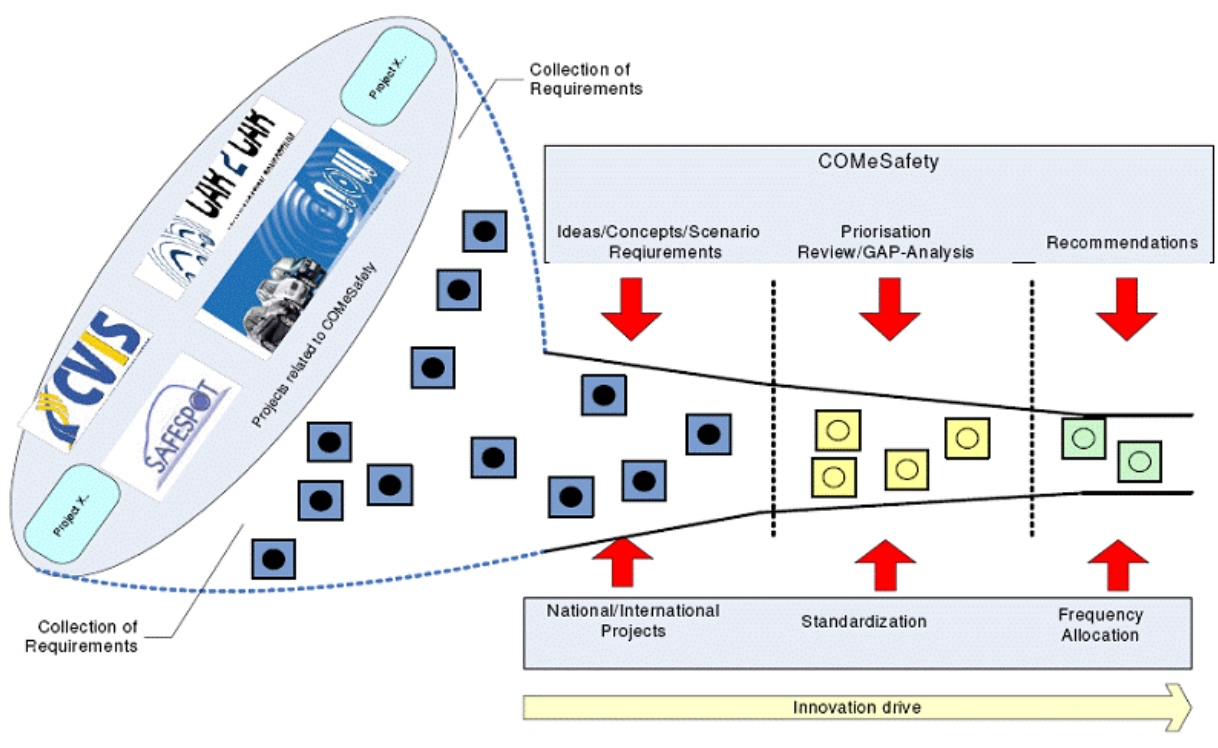 Project X...
Collection of
Requirements
CAR 2 CAR
NOW
COMeSafety
Ideas/Concepts/Scenario
Reqiurements
Priorisation
Review/GAP-Analysis
Recommendations
Projects related to COMeSafety
CVIS
SAFESPOT
Project X..
Collection of
Requirements
National/International
Projects
Standardization
Frequency
Allocation
Innovation drive